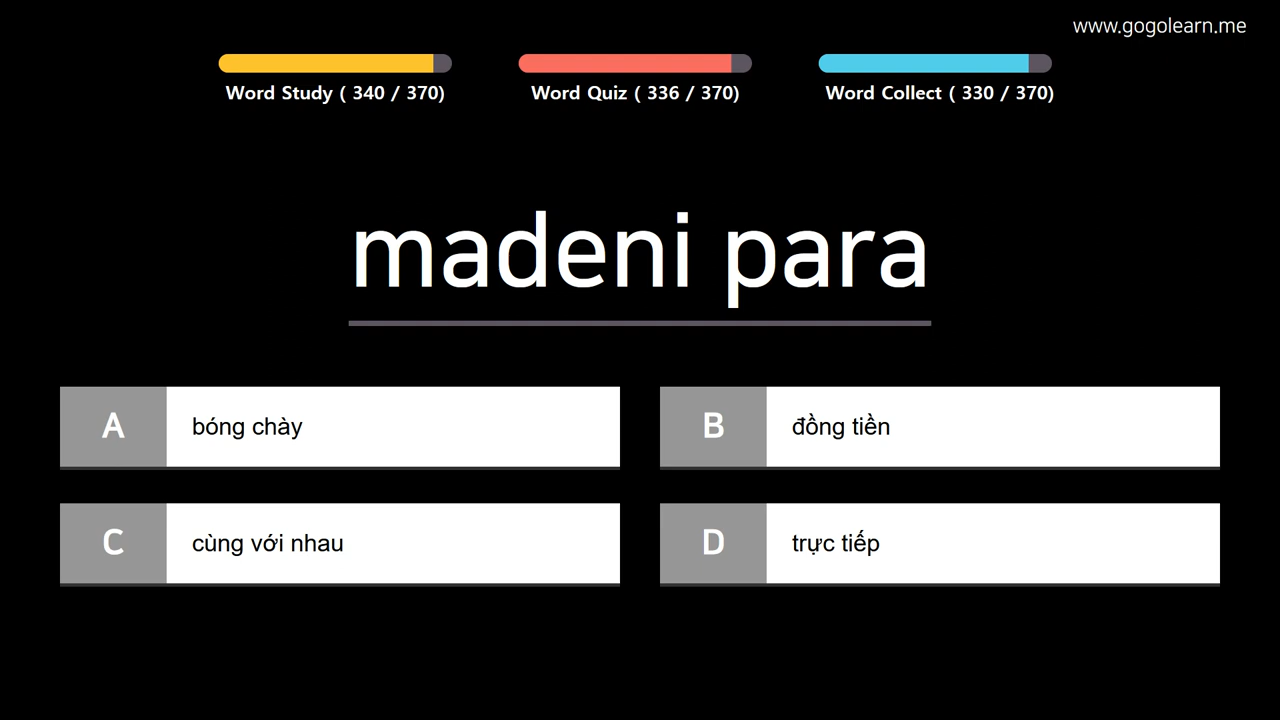 www.gogolearn.me
Word Study ( 340 / 370)
Word Quiz ( 336 / 370)
Word Collect ( 330 / 370)
madeni para
A
bóng chày
B
đồng tiền
C
cùng với nhau
D
trực tiếp